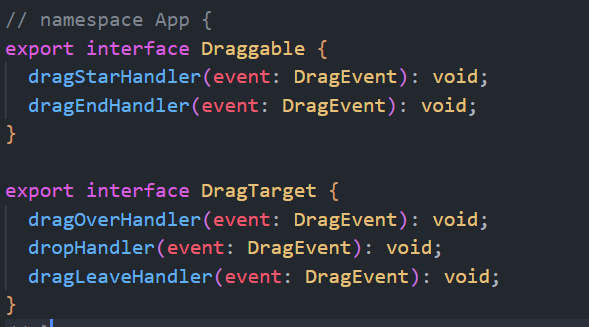 // namespace App {
export interface Draggable {
dragStarHandler(event: DragEvent): void;
dragEndHandler(event: DragEvent): void;
}
export interface DragTarget {
dragOverHandler(event: DragEvent): void;
dropHandler(event: DragEvent): void;
dragLeaveHandler(event: DragEvent): void;
}